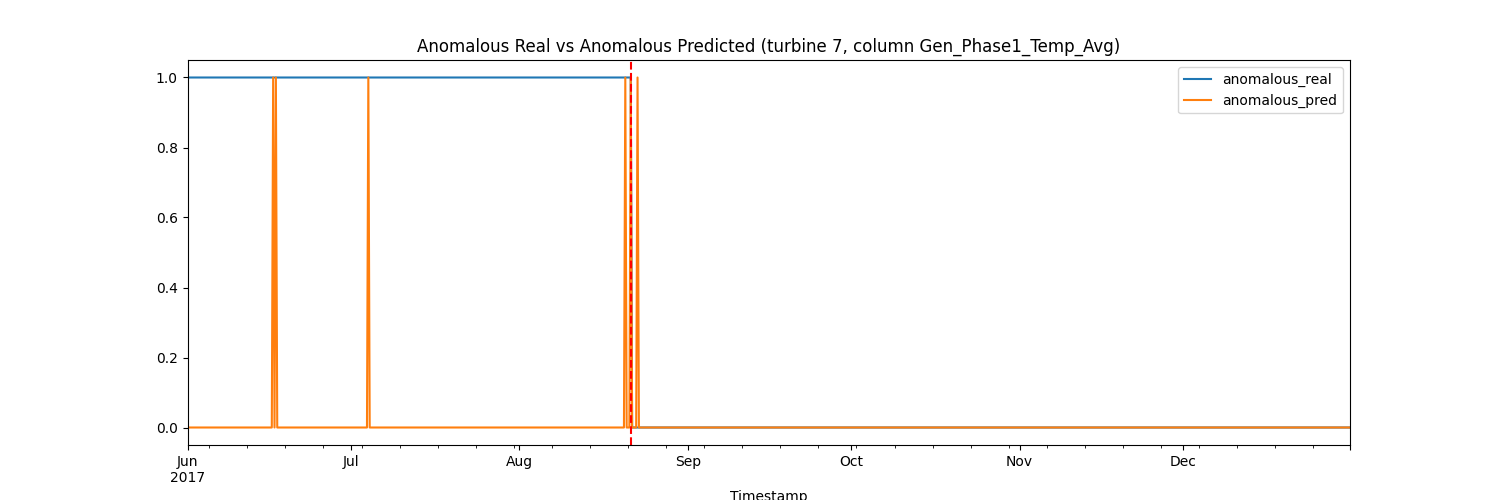 Anomalous Real vs Anomalous Predicted (turbine 7, column Gen_Phase1_Temp_Avg)
anomalous_real
anomalous_pred
1.0
0.8
0.6
0.4
0.2
0.0
Jun Jul Aug Sep Oct Nov Dec
2017
Timestamp